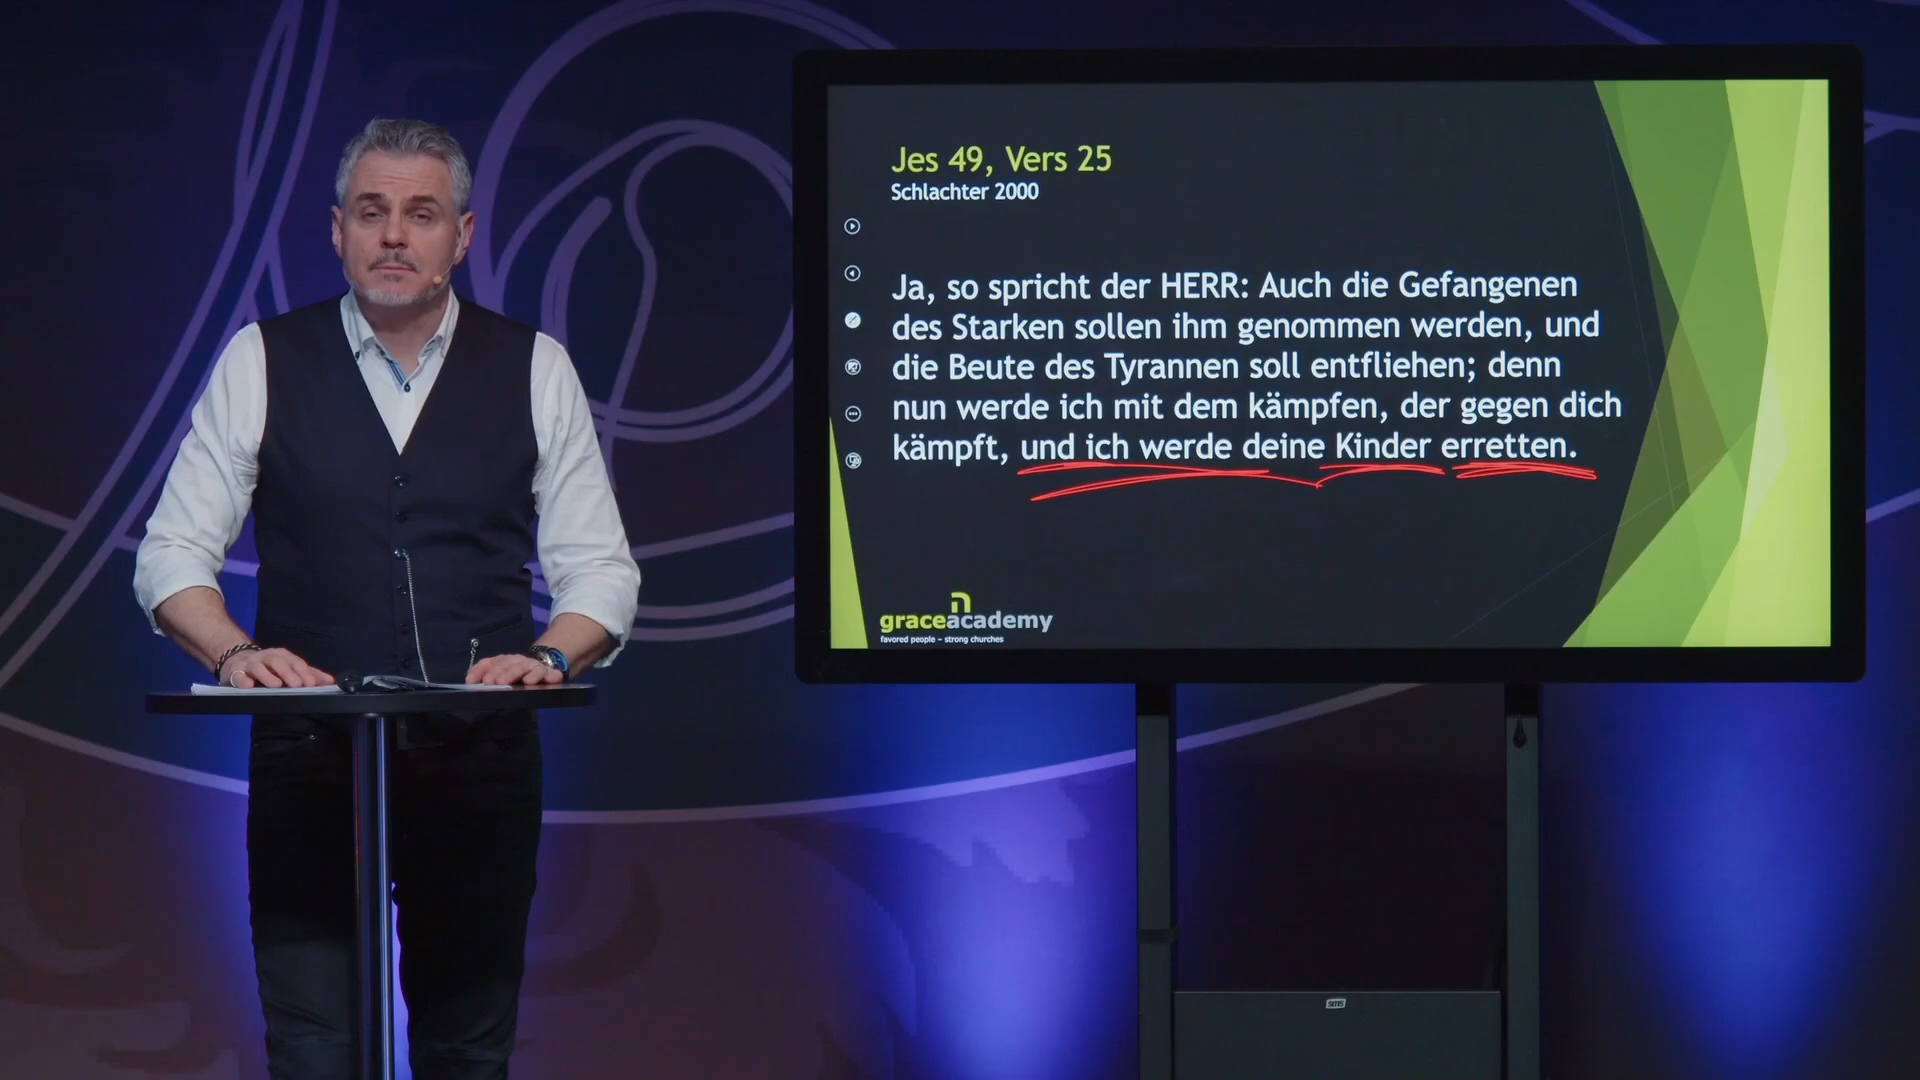 Jes 49, Vers 25
Schlachter 2000
Ja, so spricht der HERR: Auch die Gefangenen
des Starken sollen ihm genommen werden, und
die Beute des Tyrannen soll entfliehen; denn
nun werde ich mit dem kämpfen, der gegen dich
kämpft, und ich werde deine Kinder erretten.
graceacademy
favored people – strong churches
sms